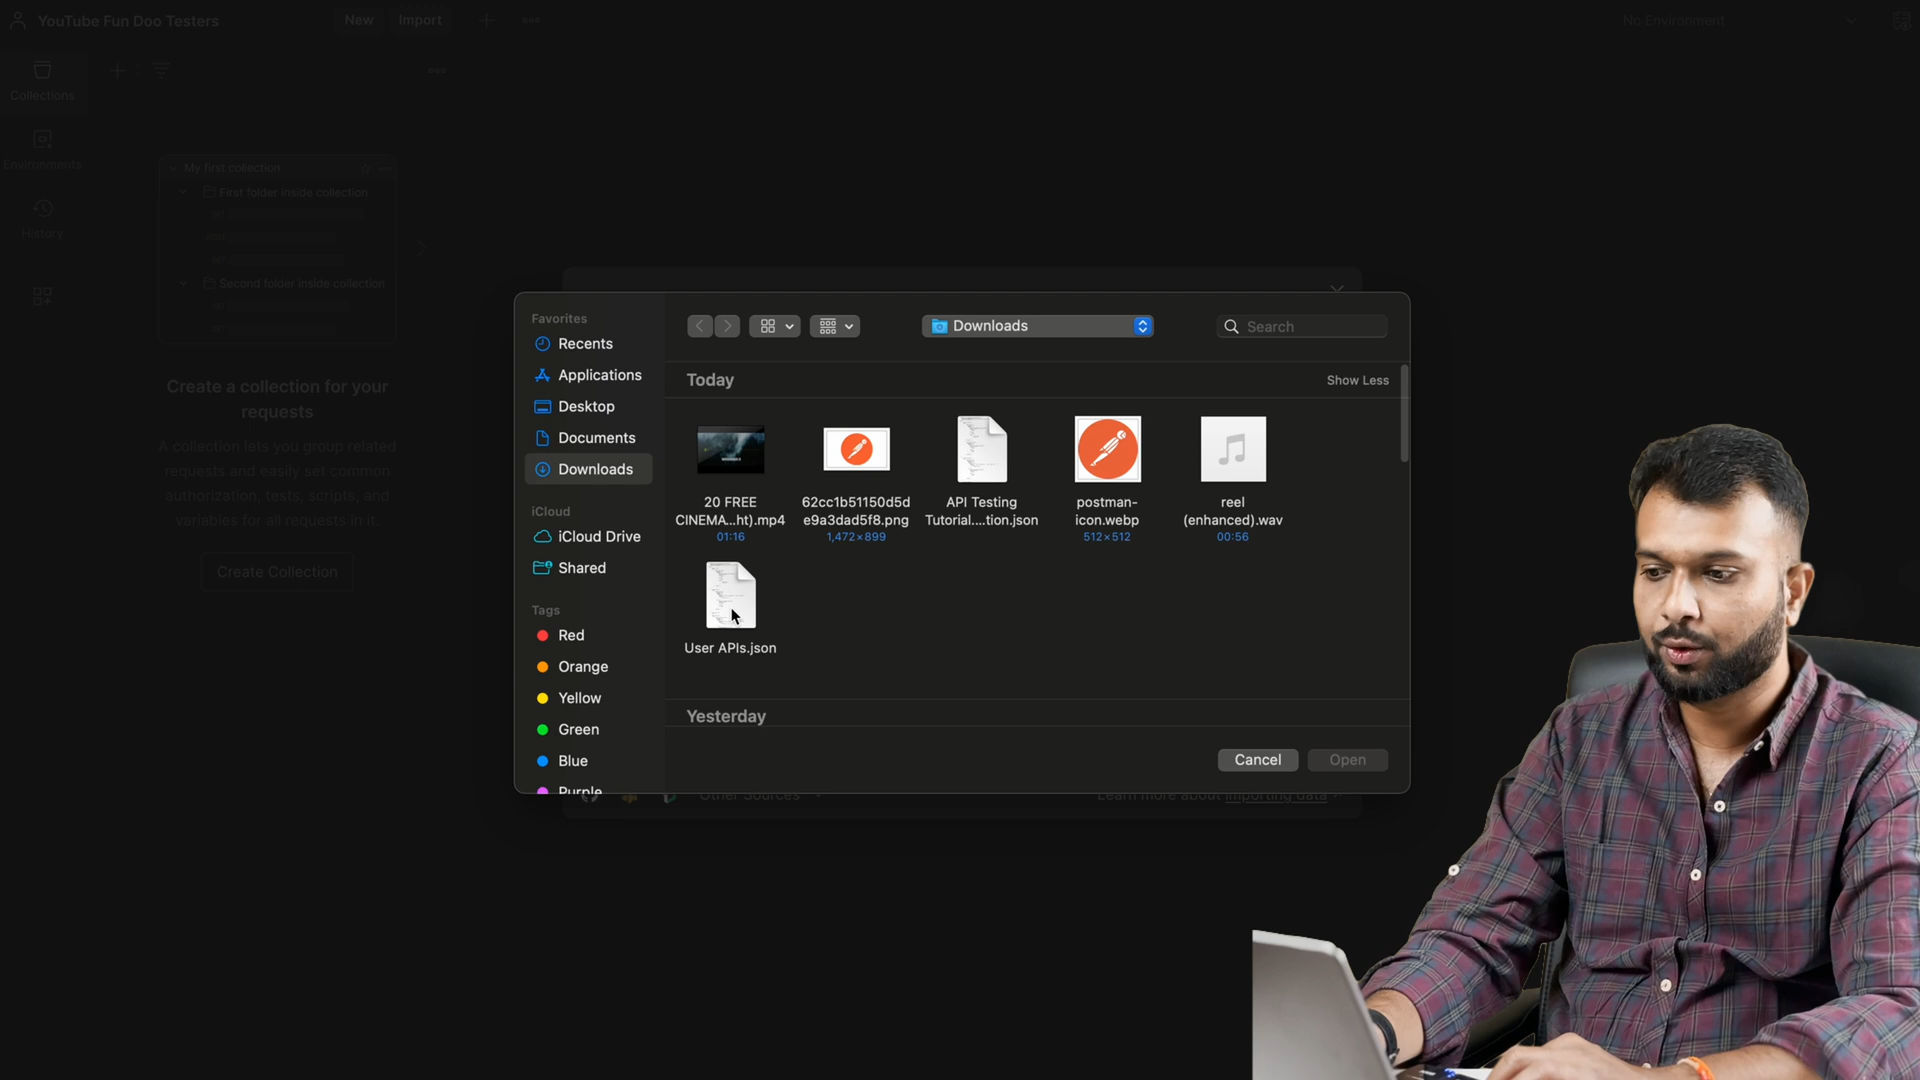 YouTube Fun Doo Testers
New
Import
No Environment
Collections
Environments
History
My first collection
First folder inside collection
Second folder inside collection
Create a collection for your
requests
A collection lets you group related
requests and easily set common
authorization, tests, scripts, and
variables for all requests in it.
Create Collection
Favorites
Recents
Applications
Desktop
Documents
Downloads
iCloud
iCloud Drive
Shared
Tags
Red
Orange
Yellow
Green
Blue
Purple
Downloads
Search
Today
Show Less
20 FREE
CINEMA...ht).mp4
01:16
62cc1b51150d5d
e9a3dad5f8.png
1,472×899
API Testing
Tutorial....tion.json
postman-
icon.webp
512×512
reel
(enhanced).wav
00:56
User APIs.json
Yesterday
Cancel
Open
Other Sources
Learn more about importing data